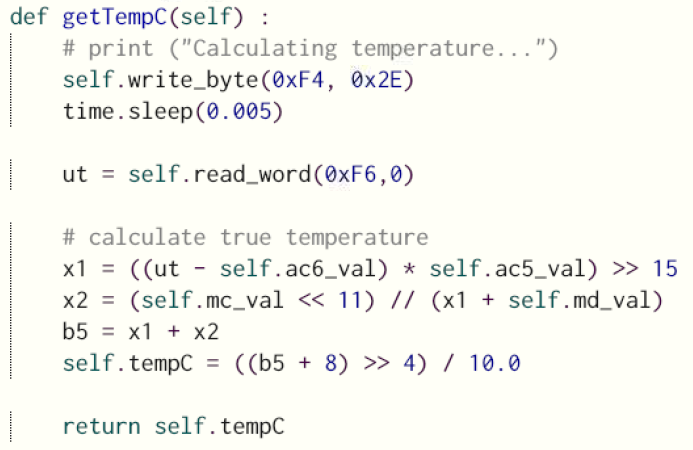 def getTempC(self) :
    # print ("Calculating temperature...")
    self.write_byte(0xF4, 0x2E)
    time.sleep(0.005)

    ut = self.read_word(0xF6,0)

    # calculate true temperature
    x1 = ((ut - self.ac6_val) * self.ac5_val) >> 15
    x2 = (self.mc_val << 11) // (x1 + self.md_val)
    b5 = x1 + x2
    self.tempC = ((b5 + 8) >> 4) / 10.0

    return self.tempC